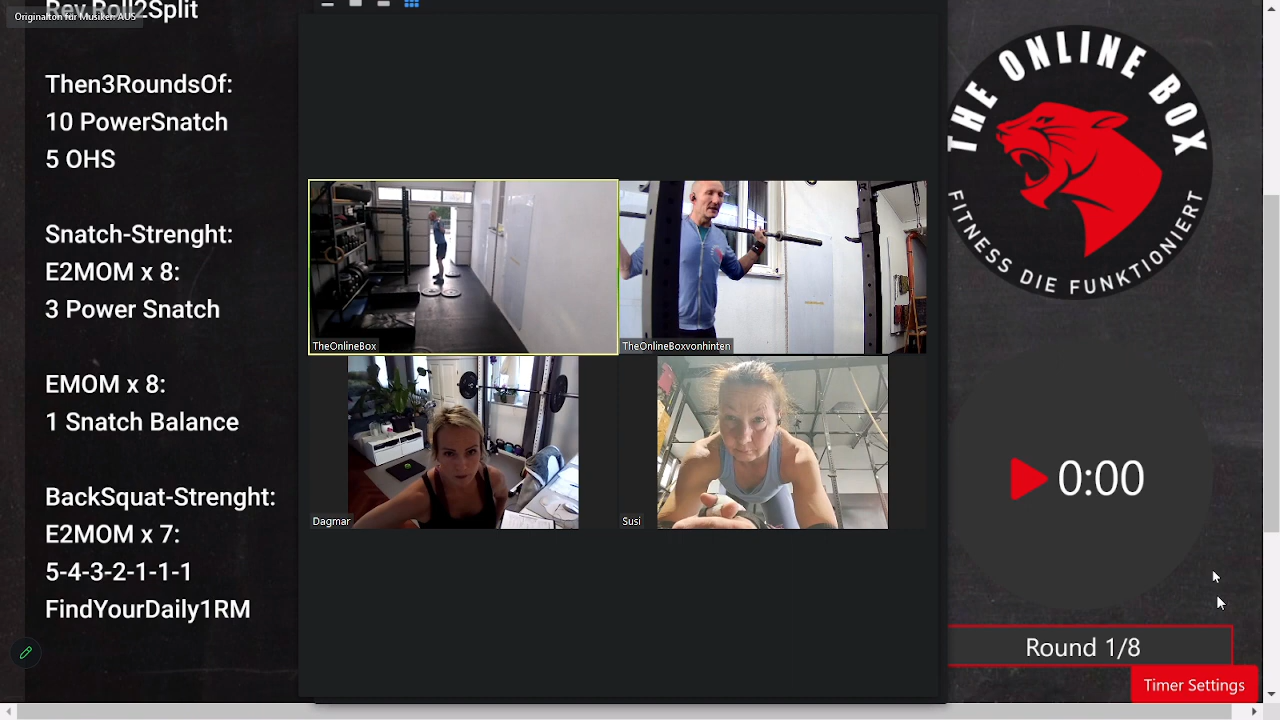 Rev.Roll2Split
Originalton für Musiker: AUS
Then3RoundsOf:
10 PowerSnatch
5 OHS
Snatch-Strenght:
E2MOM x 8:
3 Power Snatch
EMOM x 8:
1 Snatch Balance
BackSquat-Strenght:
E2MOM x 7:
5-4-3-2-1-1-1
FindYourDaily1RM
TheOnlineBox
TheOnlineBoxvonhinten
Dagmar
Susi
THE ONLINE BOX
FITNESS DIE FUNKTIONIERT
0:00
Round 1/8
Timer Settings